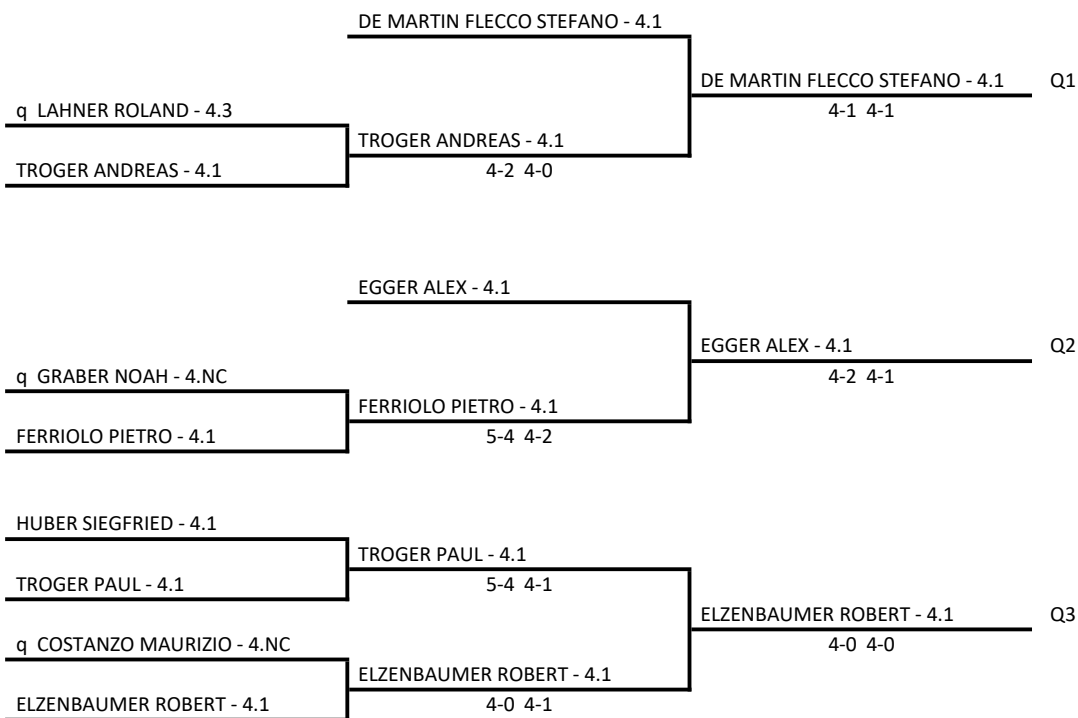 DE MARTIN FLECCO STEFANO - 4.1
DE MARTIN FLECCO STEFANO - 4.1 Q1
q LAHNER ROLAND - 4.3
4-1 4-1
TROGER ANDREAS - 4.1
TROGER ANDREAS - 4.1
4-2 4-0
EGGER ALEX - 4.1
EGGER ALEX - 4.1 Q2
q GRABER NOAH - 4.NC
4-2 4-1
FERRIOLO PIETRO - 4.1
FERRIOLO PIETRO - 4.1
5-4 4-2
HUBER SIEGFRIED - 4.1
TROGER PAUL - 4.1
TROGER PAUL - 4.1
5-4 4-1
ELZENBAUMER ROBERT - 4.1 Q3
q COSTANZO MAURIZIO - 4.NC
4-0 4-0
ELZENBAUMER ROBERT - 4.1
ELZENBAUMER ROBERT - 4.1
4-0 4-1